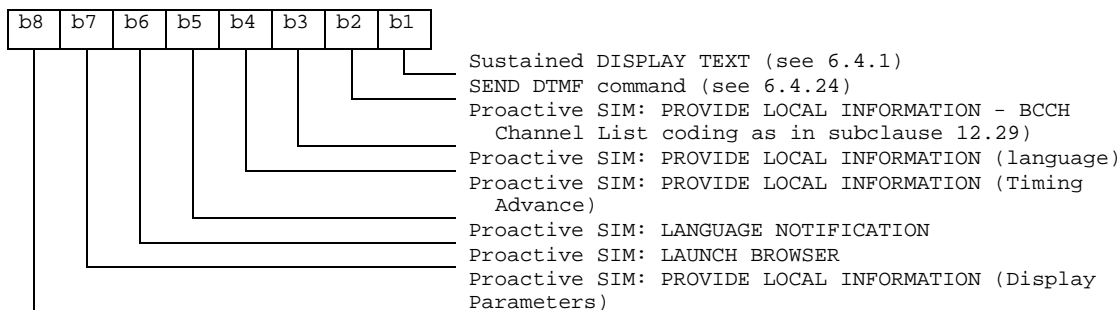 b8 b7 b6 b5 b4 b3 b2 b1
Sustained DISPLAY TEXT (see 6.4.1)
SEND DTMF command (see 6.4.24)
Proactive SIM: PROVIDE LOCAL INFORMATION - BCCH
Channel List coding as in subclause 12.29)
Proactive SIM: PROVIDE LOCAL INFORMATION (language)
Proactive SIM: PROVIDE LOCAL INFORMATION (Timing
Advance)
Proactive SIM: LANGUAGE NOTIFICATION
Proactive SIM: LAUNCH BROWSER
Proactive SIM: PROVIDE LOCAL INFORMATION (Display
Parameters)